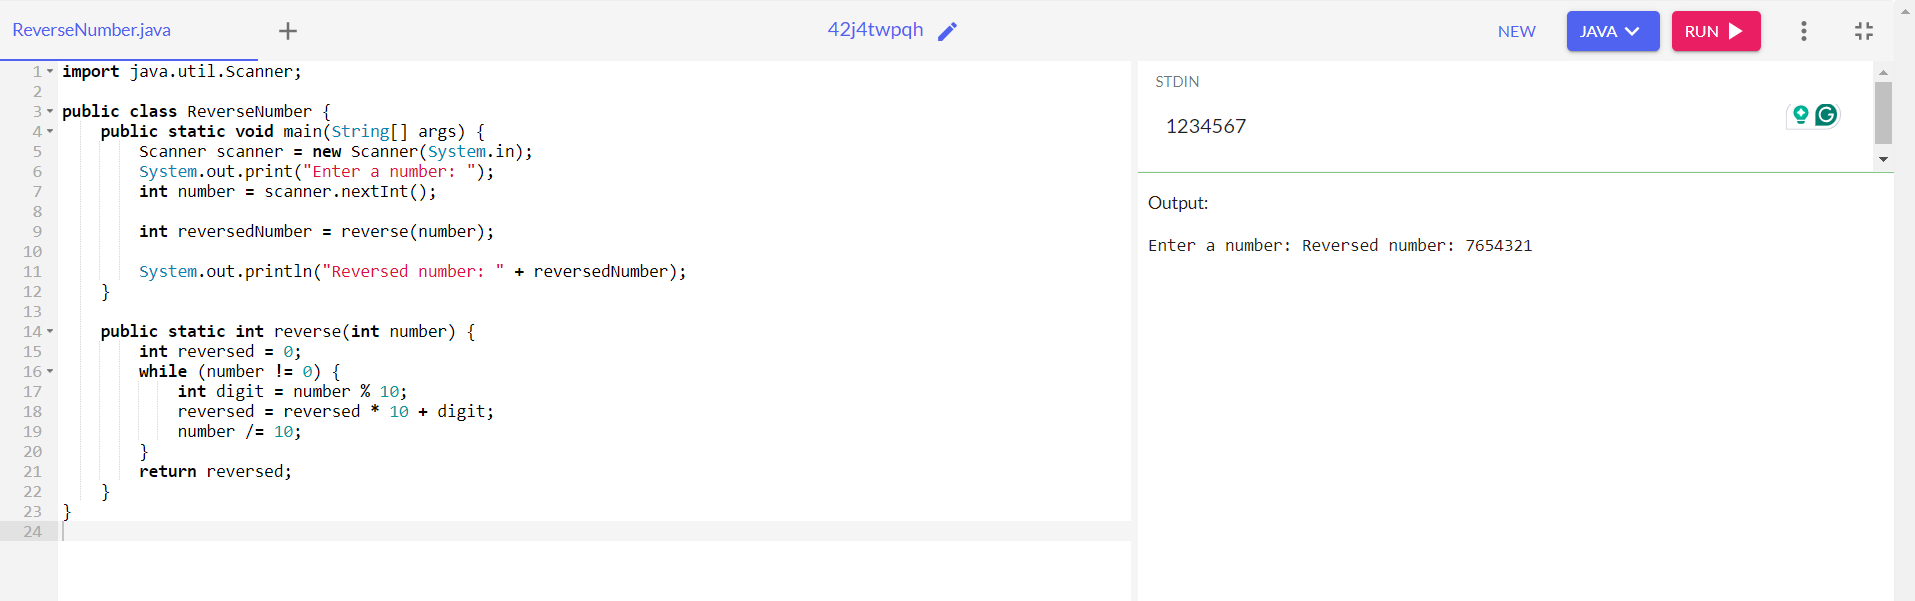 ReverseNumber.java + 42j4twpqh NEW JAVA RUN
1 import java.util.Scanner;
2
3 public class ReverseNumber {
4     public static void main(String[] args) {
5         Scanner scanner = new Scanner(System.in);
6         System.out.print("Enter a number: ");
7         int number = scanner.nextInt();
8
9         int reversedNumber = reverse(number);
10
11         System.out.println("Reversed number: " + reversedNumber);
12     }
13
14     public static int reverse(int number) {
15         int reversed = 0;
16         while (number != 0) {
17             int digit = number % 10;
18             reversed = reversed * 10 + digit;
19             number /= 10;
20         }
21         return reversed;
22     }
23 }
24
STDIN
1234567
Output:
Enter a number: Reversed number: 7654321